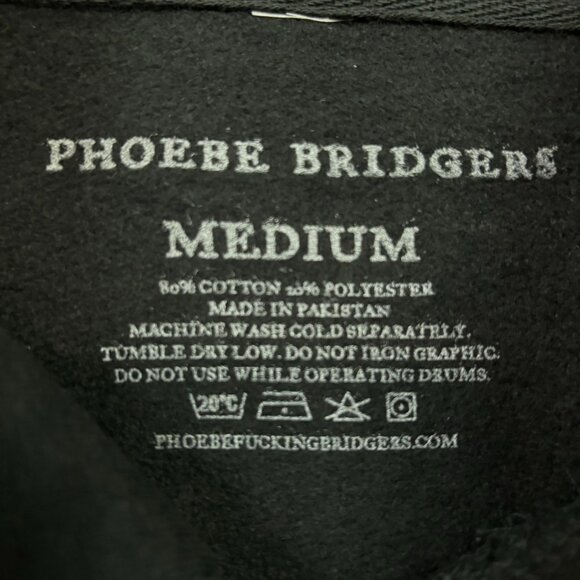 PHOEBE BRIDGERS
MEDIUM
80% COTTON 20% POLYESTER
MADE IN PAKISTAN
MACHINE WASH COLD SEPARATELY.
TUMBLE DRY LOW. DO NOT IRON GRAPHIC.
DO NOT USE WHILE OPERATING DRUMS.
20°C
PHOEBEFUCKINGBRIDGERS.COM